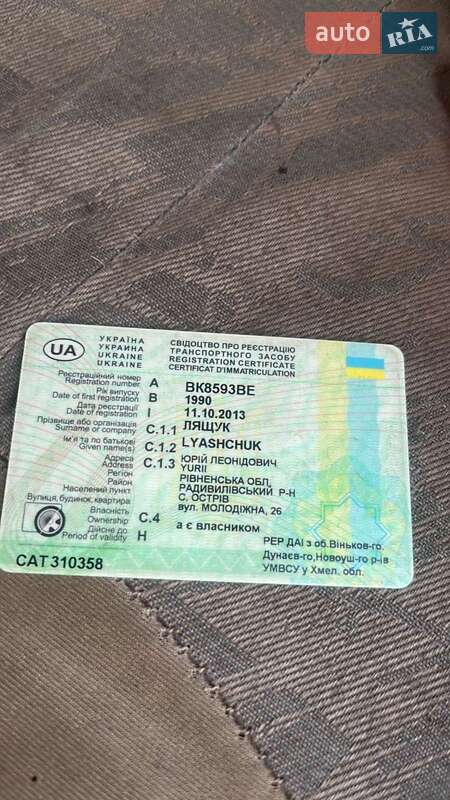 auto RIA .com
УКРАЇНА
УКРАИНА
UKRAINE
UKRAINE
UA
СВІДОЦТВО ПРО РЕЄСТРАЦІЮ
ТРАНСПОРТНОГО ЗАСОБУ
REGISTRATION CERTIFICATE
CERTIFICAT D'IMMATRICULATION
Реєстраційний номер
Registration number A BK8593BE
Рік випуску
Date of first registration B 1990
Дата реєстрації
Date of registration I 11.10.2013
Прізвище або організація
Surname or company C.1.1 ЛЯЩУК
LYASHCHUK
Ім'я та по батькові
Given name(s) C.1.2 ЮРІЙ ЛЕОНІДОВИЧ
YURII
Адреса
Address C.1.3 РІВНЕНСЬКА ОБЛ,
Регіон РАДИВИЛІВСЬКИЙ Р-Н
Район С. ОСТРІВ
Населений пункт ВУЛ. МОЛОДІЖНА, 26
Вулиця, будинок, квартира
Власність
Ownership C.4 а є власником
Дійсне до
Period of validity H
РЕР ДАІ з об.Віньков-го,
Дунаєв-го,Новоуш-го р-ів
УМВСУ у Хмел. обл.
CAT 310358